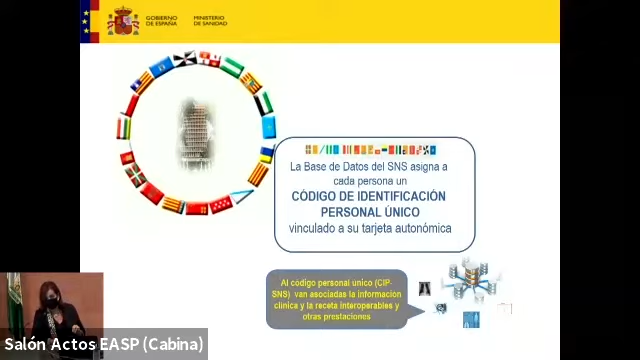 GOBIERNO
DE ESPAÑA
MINISTERIO
DE SANIDAD
La Base de Datos del SNS asigna a
cada persona un
CÓDIGO DE IDENTIFICACIÓN
PERSONAL ÚNICO
vinculado a su tarjeta autonómica
Al código personal único (CIP-
SNS) van asociadas la informacion
clínica y la receta interoperables y
otras prestaciones
Salón Actos EASP (Cabina)